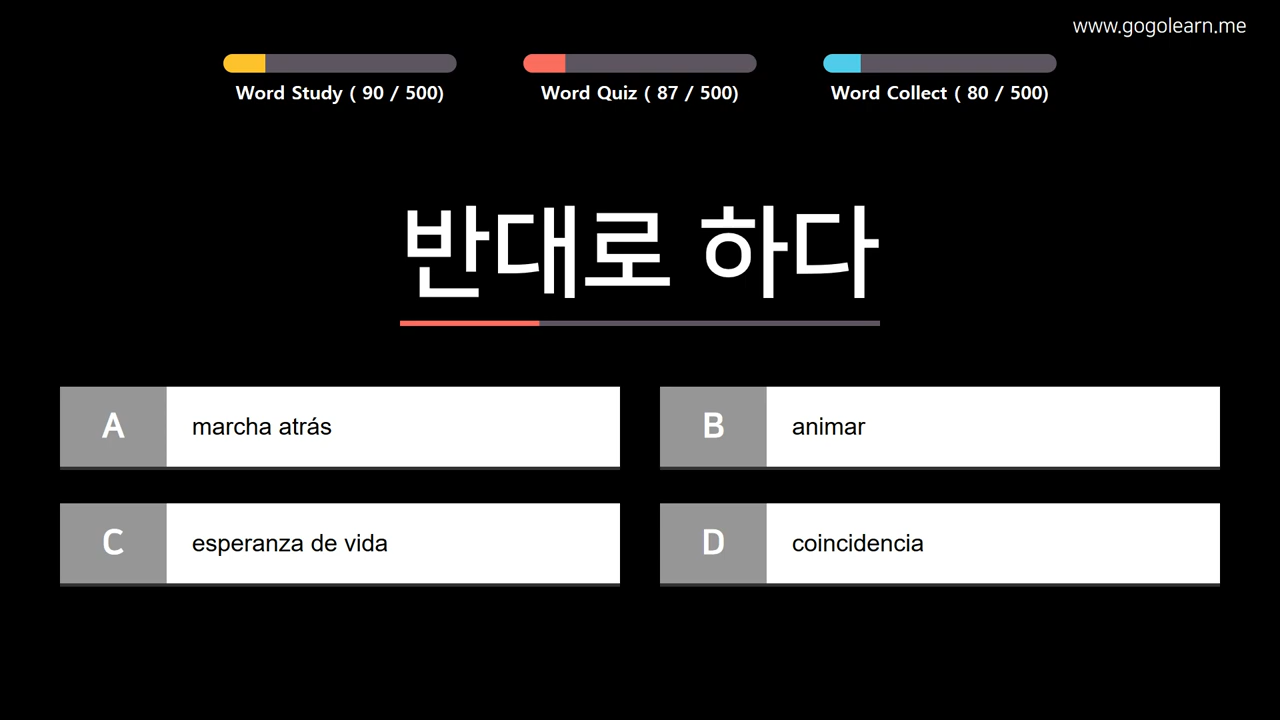 www.gogolearn.me
Word Study ( 90 / 500)
Word Quiz ( 87 / 500)
Word Collect ( 80 / 500)
반대로 하다
A marcha atrás
B animar
C esperanza de vida
D coincidencia